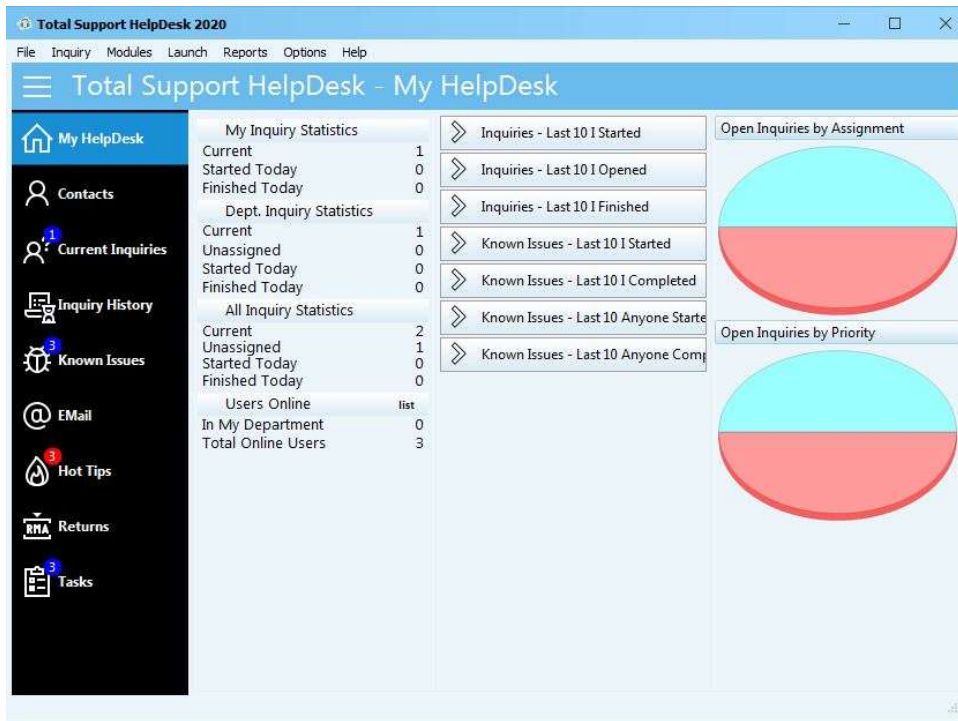 Total Support HelpDesk 2020
File Inquiry Modules Launch Reports Options Help
Total Support HelpDesk - My HelpDesk
My HelpDesk
Contacts
1
Current Inquiries
Inquiry History
3
Known Issues
EMail
3
Hot Tips
RMA Returns
3
Tasks
My Inquiry Statistics
Current 1
Started Today 0
Finished Today 0
Dept. Inquiry Statistics
Current 1
Unassigned 0
Started Today 0
Finished Today 0
All Inquiry Statistics
Current 2
Unassigned 1
Started Today 0
Finished Today 0
Users Online list
In My Department 0
Total Online Users 3
Inquiries - Last 10 I Started
Inquiries - Last 10 I Opened
Inquiries - Last 10 I Finished
Known Issues - Last 10 I Started
Known Issues - Last 10 I Completed
Known Issues - Last 10 Anyone Starte
Known Issues - Last 10 Anyone Comp
Open Inquiries by Assignment
Open Inquiries by Priority